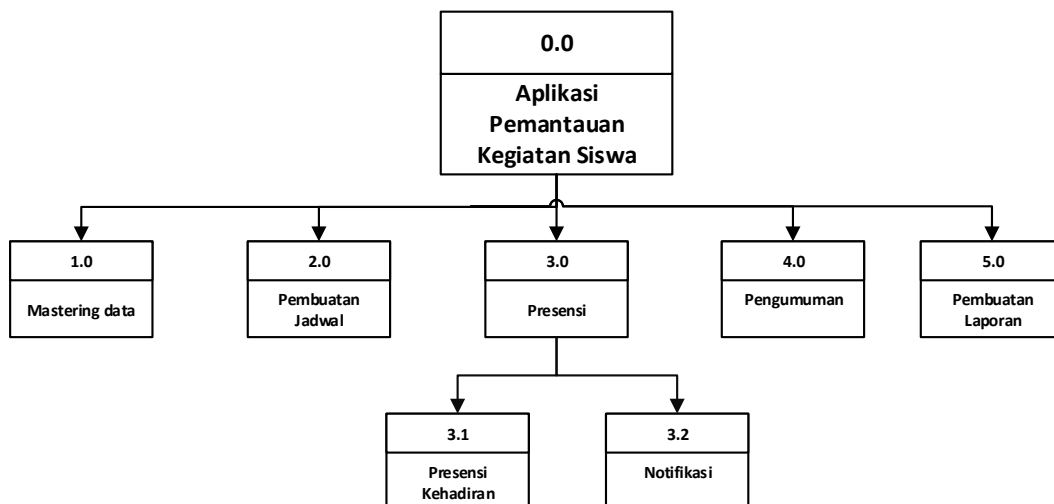 0.0
Aplikasi
Pemantauan
Kegiatan Siswa
1.0
Mastering data
2.0
Pembuatan
Jadwal
3.0
Presensi
4.0
Pengumuman
5.0
Pembuatan
Laporan
3.1
Presensi
Kehadiran
3.2
Notifikasi